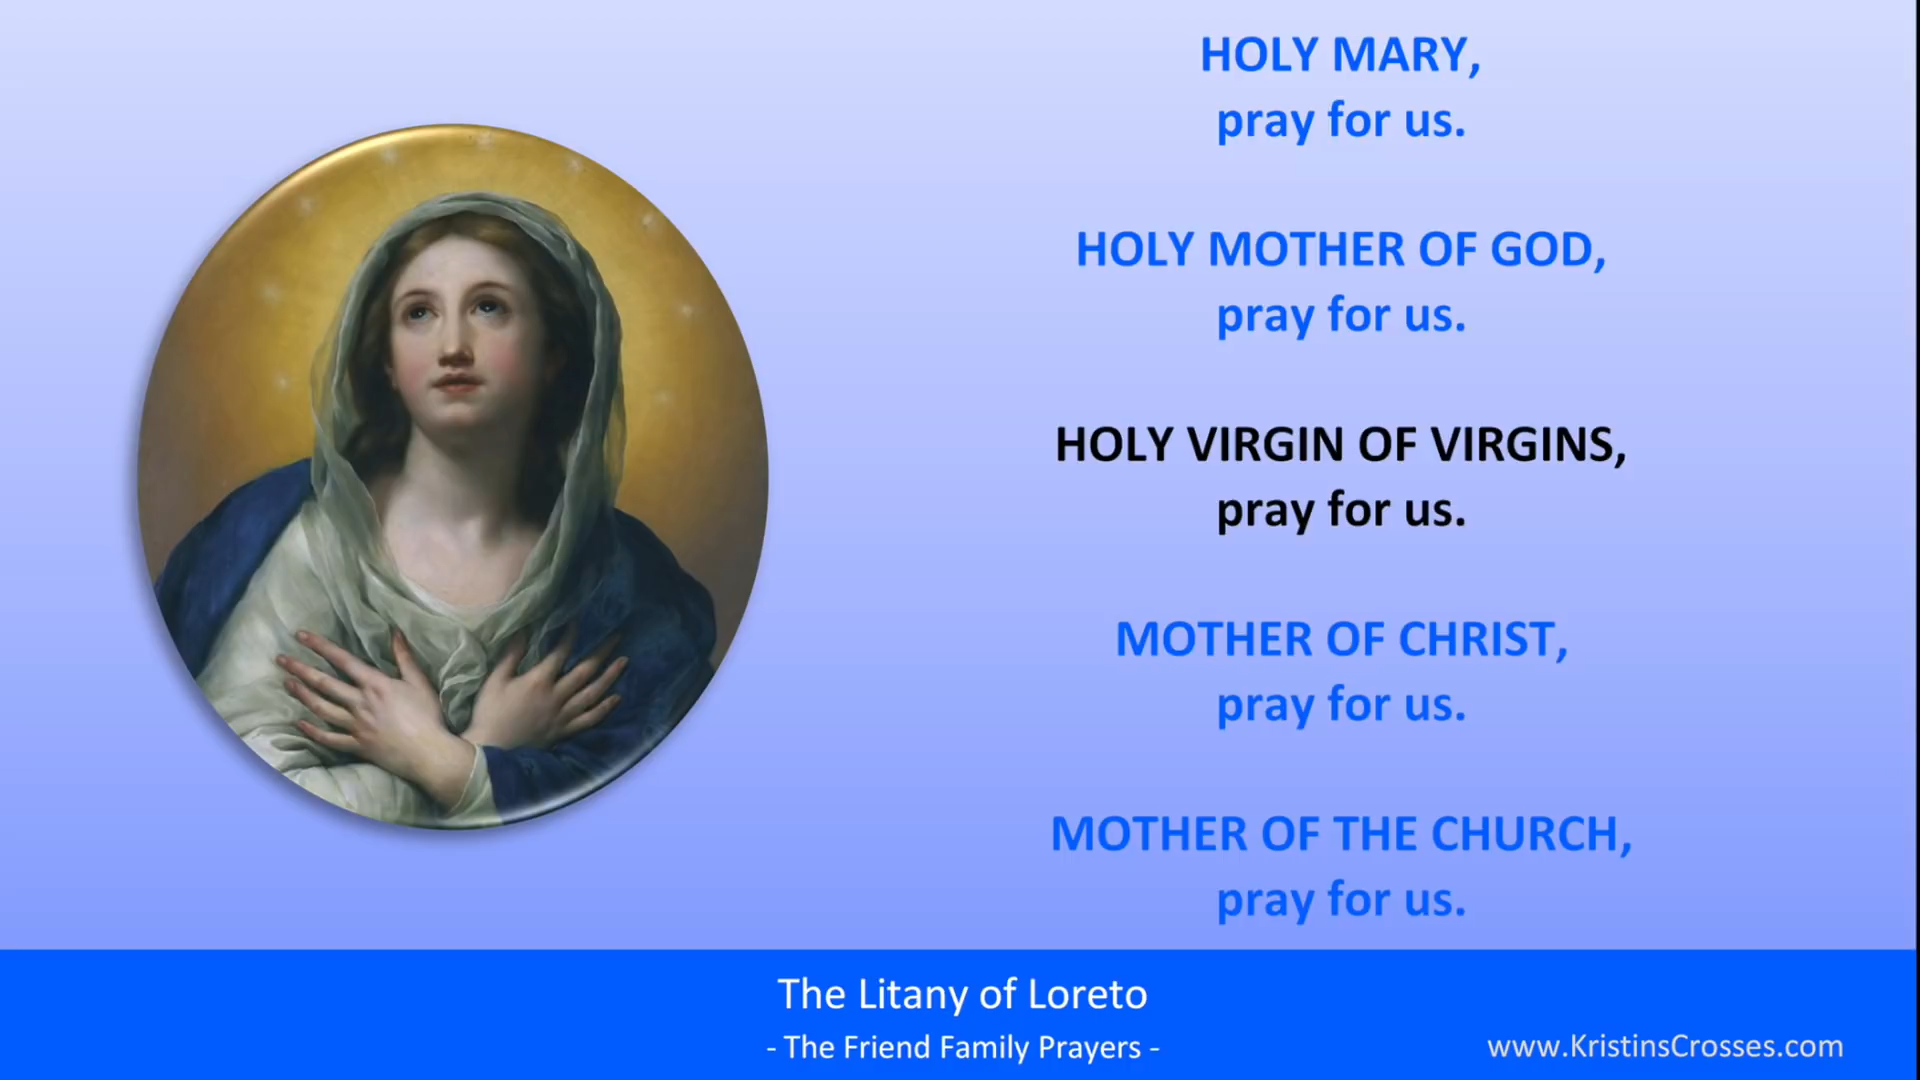 HOLY MARY,
pray for us.
HOLY MOTHER OF GOD,
pray for us.
HOLY VIRGIN OF VIRGINS,
pray for us.
MOTHER OF CHRIST,
pray for us.
MOTHER OF THE CHURCH,
pray for us.
The Litany of Loreto
- The Friend Family Prayers -
www.KristinsCrosses.com